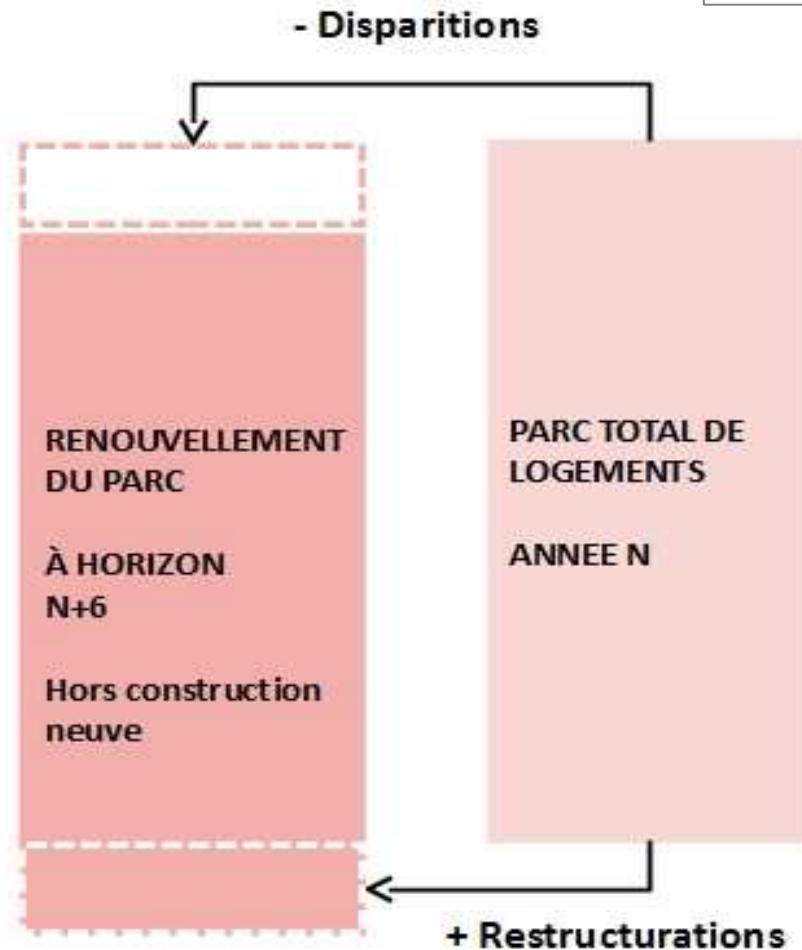 - Disparitions
RENOUVELLEMENT
DU PARC
À HORIZON
N+6
Hors construction
neuve
PARC TOTAL DE
LOGEMENTS
ANNEE N
+ Restructurations